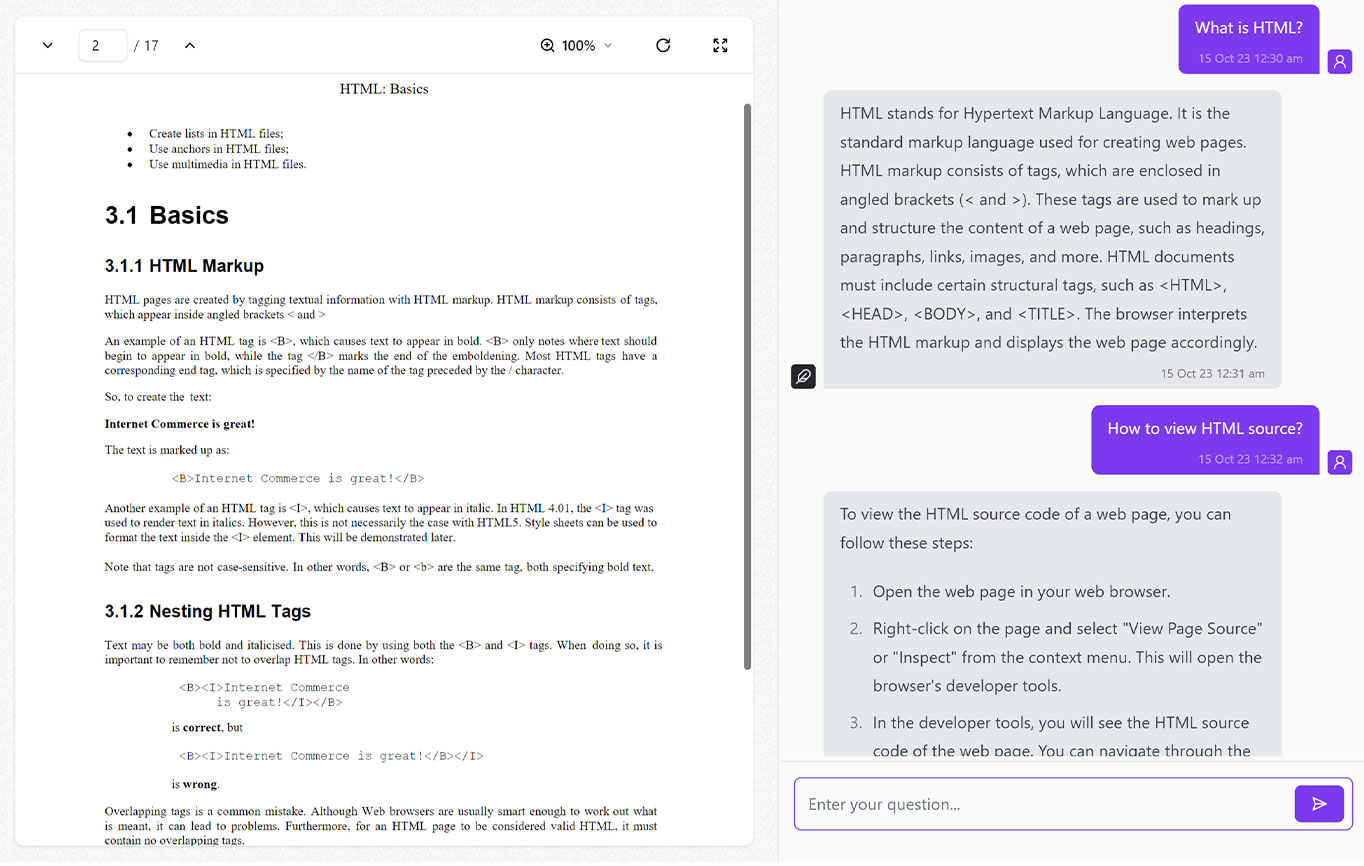 2 / 17 100%
HTML: Basics
• Create lists in HTML files;
• Use anchors in HTML files;
• Use multimedia in HTML files.
3.1 Basics
3.1.1 HTML Markup
HTML pages are created by tagging textual information with HTML markup. HTML markup consists of tags,
which appear inside angled brackets < and >
An example of an HTML tag is <B>, which causes text to appear in bold. <B> only notes where text should
begin to appear in bold, while the tag </B> marks the end of the emboldening. Most HTML tags have a
corresponding end tag, which is specified by the name of the tag preceded by the / character.
So, to create the text:
Internet Commerce is great!
The text is marked up as:
<B>Internet Commerce is great!</B>
Another example of an HTML tag is <I>, which causes text to appear in italic. In HTML 4.01, the <I> tag was
used to render text in italics. However, this is not necessarily the case with HTML5. Style sheets can be used to
format the text inside the <I> element. This will be demonstrated later.
Note that tags are not case-sensitive. In other words, <B> or <b> are the same tag, both specifying bold text.
3.1.2 Nesting HTML Tags
Text may be both bold and italicised. This is done by using both the <B> and <I> tags. When doing so, it is
important to remember not to overlap HTML tags. In other words:
<B><I>Internet Commerce
is great!</I></B>
is correct, but
<B><I>Internet Commerce is great!</B></I>
is wrong.
Overlapping tags is a common mistake. Although Web browsers are usually smart enough to work out what
is meant, it can lead to problems. Furthermore, for an HTML page to be considered valid HTML, it must
contain no overlapping tags.
What is HTML?
15 Oct 23 12:30 am
HTML stands for Hypertext Markup Language. It is the
standard markup language used for creating web pages.
HTML markup consists of tags, which are enclosed in
angled brackets (< and >). These tags are used to mark up
and structure the content of a web page, such as headings,
paragraphs, links, images, and more. HTML documents
must include certain structural tags, such as <HTML>,
<HEAD>, <BODY>, and <TITLE>. The browser interprets
the HTML markup and displays the web page accordingly.
15 Oct 23 12:31 am
How to view HTML source?
15 Oct 23 12:32 am
To view the HTML source code of a web page, you can
follow these steps:
1. Open the web page in your web browser.
2. Right-click on the page and select "View Page Source"
or "Inspect" from the context menu. This will open the
browser's developer tools.
3. In the developer tools, you will see the HTML source
code of the web page. You can navigate through the
Enter your question...